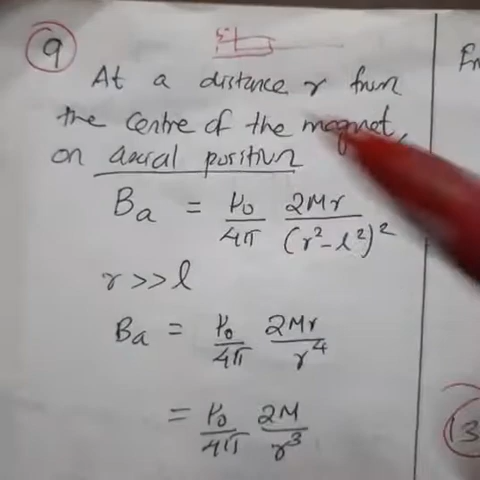 9
At a distance r from
the centre of the magnet,
on axial position
Ba = μ0/4π 2Mr/(r²-l²)²
r >> l
Ba = μ0/4π 2Mr/r⁴
= μ0/4π 2M/r³